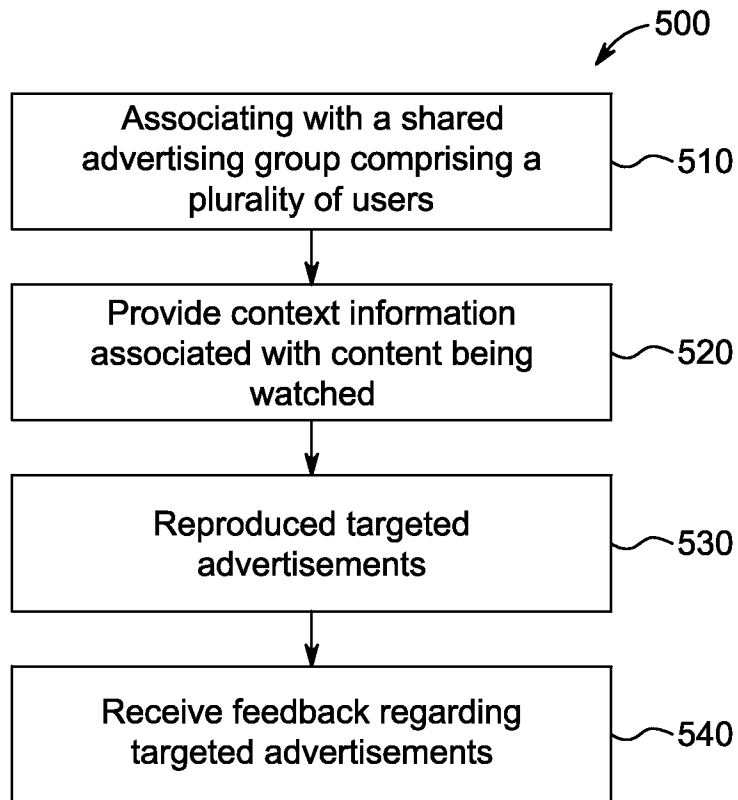 500
Associating with a shared
advertising group comprising a
plurality of users
510
Provide context information
associated with content being
watched
520
Reproduced targeted
advertisements
530
Receive feedback regarding
targeted advertisements
540